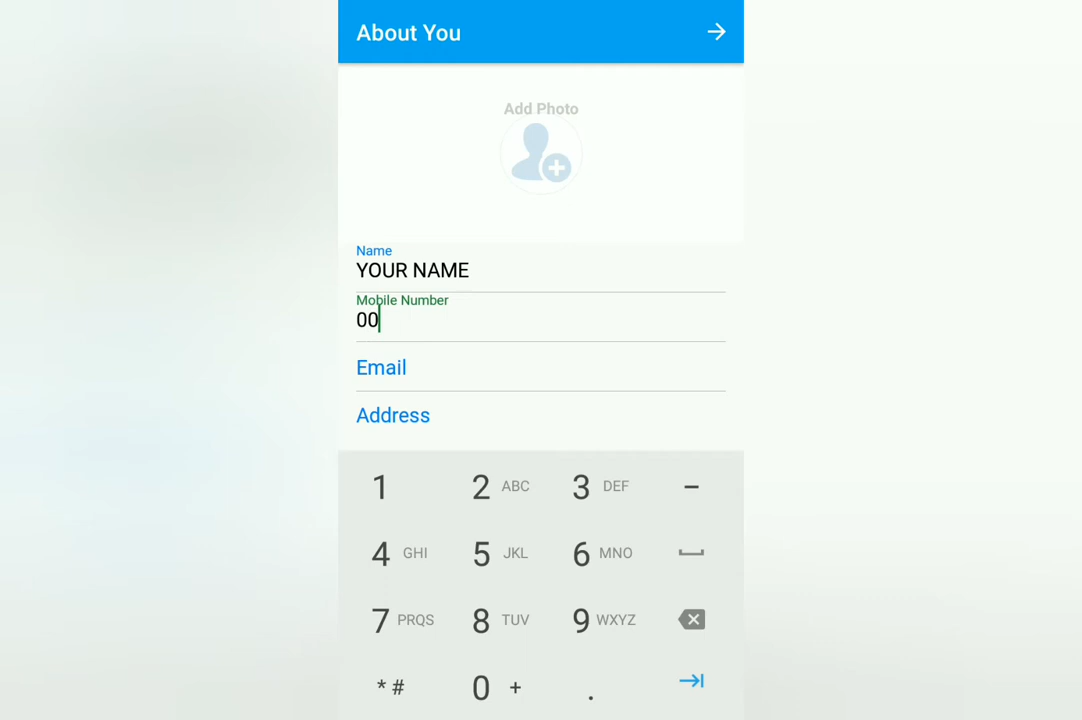 About You
Add Photo
Name
YOUR NAME
Mobile Number
00
Email
Address
1 2 ABC 3 DEF -
4 GHI 5 JKL 6 MNO
7 PRQS 8 TUV 9 WXYZ
* # 0 + .